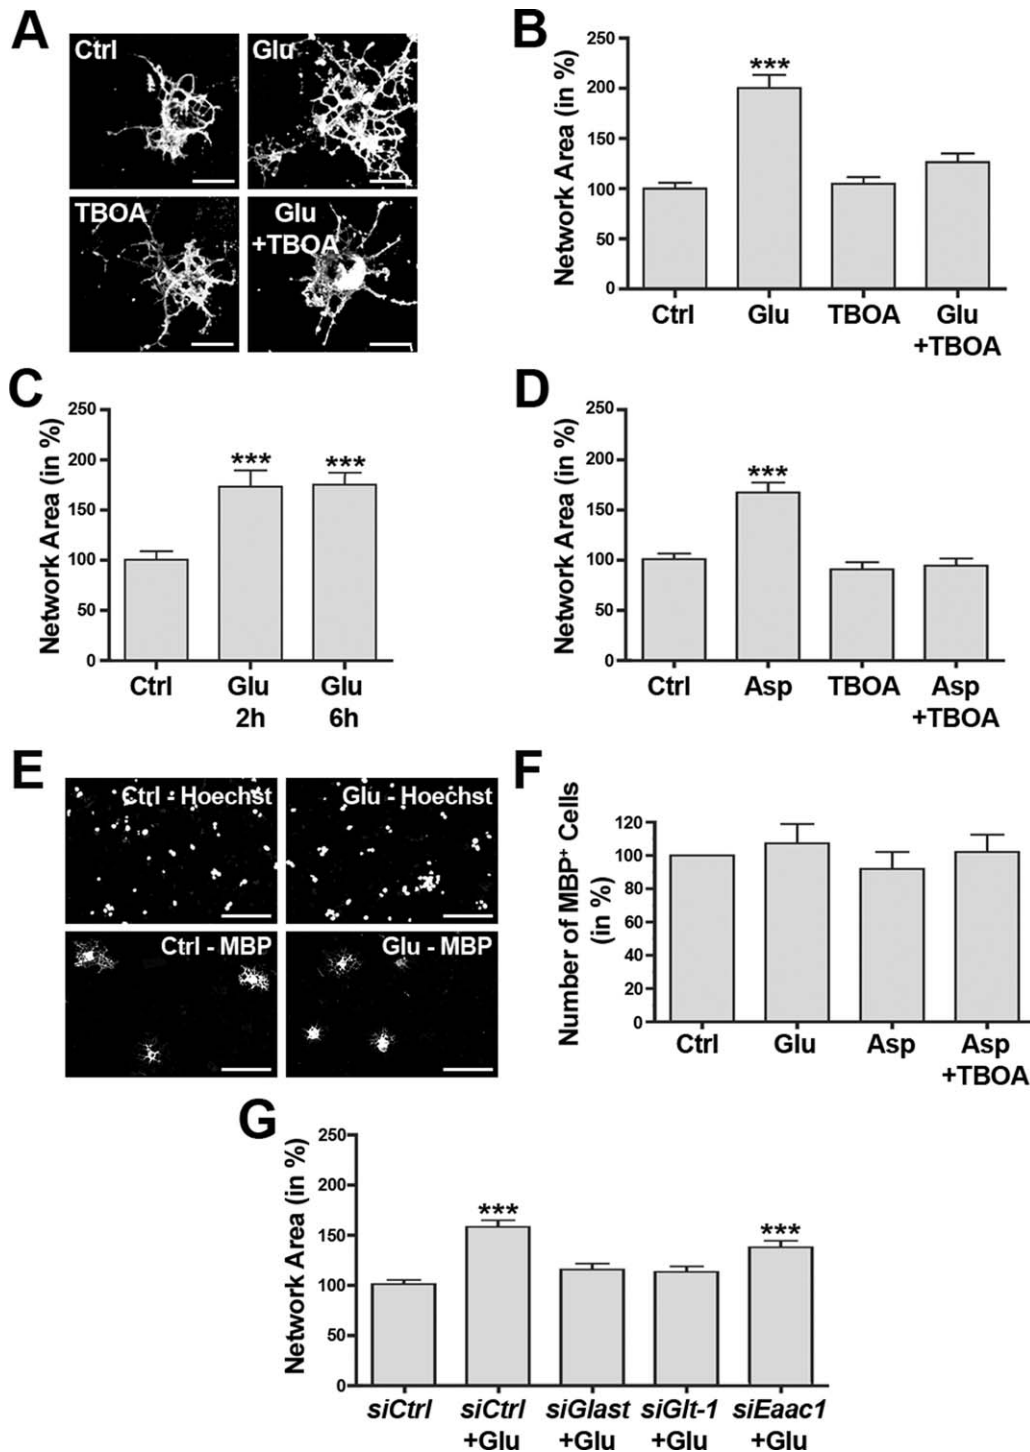 A
Ctrl
Glu
TBOA
Glu
+TBOA
B
Network Area (in %)
250
200
150
100
50
0
***
Ctrl
Glu
TBOA
Glu
+TBOA
C
Network Area (in %)
250
200
150
100
50
0
***
***
Ctrl
Glu
2h
Glu
6h
D
Network Area (in %)
250
200
150
100
50
0
***
Ctrl
Asp
TBOA
Asp
+TBOA
E
Ctrl - Hoechst
Glu - Hoechst
Ctrl - MBP
Glu - MBP
F
Number of MBP⁺ Cells
(in %)
120
100
80
60
40
20
0
Ctrl
Glu
Asp
Asp
+TBOA
G
Network Area (in %)
250
200
150
100
50
0
***
***
siCtrl
siCtrl
+Glu
siGlast
+Glu
siGlt-1
+Glu
siEaac1
+Glu